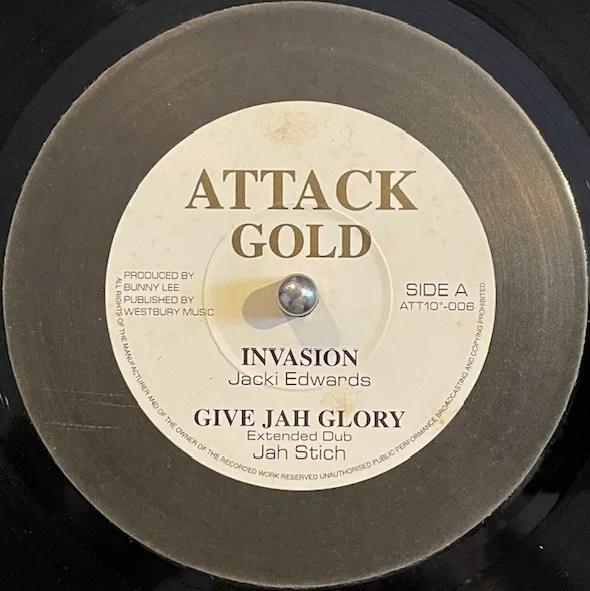 ATTACK
GOLD
PRODUCED BY
BUNNY LEE
PUBLISHED BY
WESTBURY MUSIC
SIDE A
ATT10"-006
INVASION
Jacki Edwards
GIVE JAH GLORY
Extended Dub
Jah Stich
ALL RIGHTS OF THE MANUFACTURER AND OF THE OWNER OF THE RECORDED WORK RESERVED UNAUTHORISED PUBLIC PERFORMANCE BROADCASTING AND COPYING PROHIBITED.